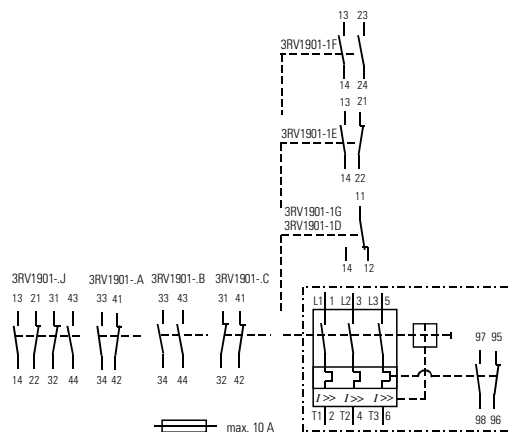 13 23
3RV1901-1F
14 24
13 21
3RV1901-1E
14 22
11
3RV1901-1G
3RV1901-1D
14 12
3RV1901-.J 3RV1901-.A 3RV1901-.B 3RV1901-.C
13 21 31 43 33 41 33 43 31 41
14 22 32 44 34 42 34 44 32 42
L1 1 L2 3 L3 5
97 95
I >> I >> I >>
T1 2 T2 4 T3 6
98 96
max. 10 A